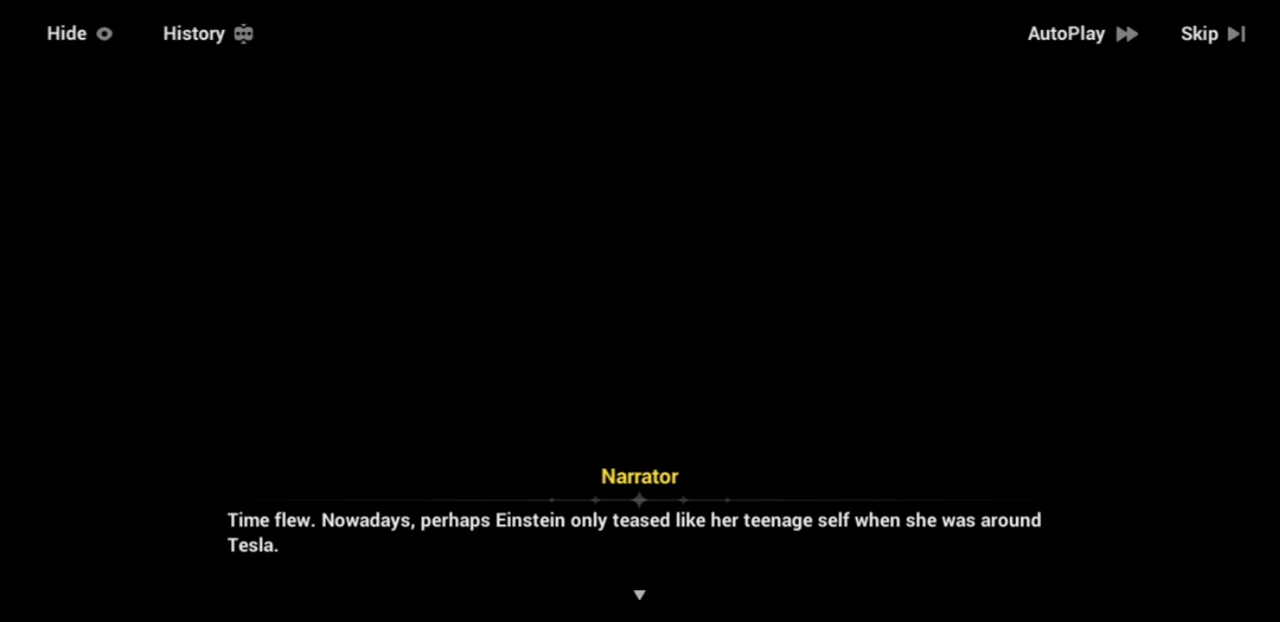 Hide
History
AutoPlay
Skip
Narrator
Time flew. Nowadays, perhaps Einstein only teased like her teenage self when she was around
Tesla.